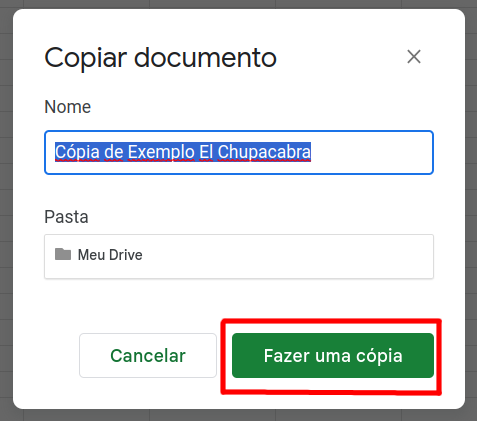 Copiar documento
Nome
Cópia de Exemplo El Chupacabra
Pasta
Meu Drive
Cancelar
Fazer uma cópia